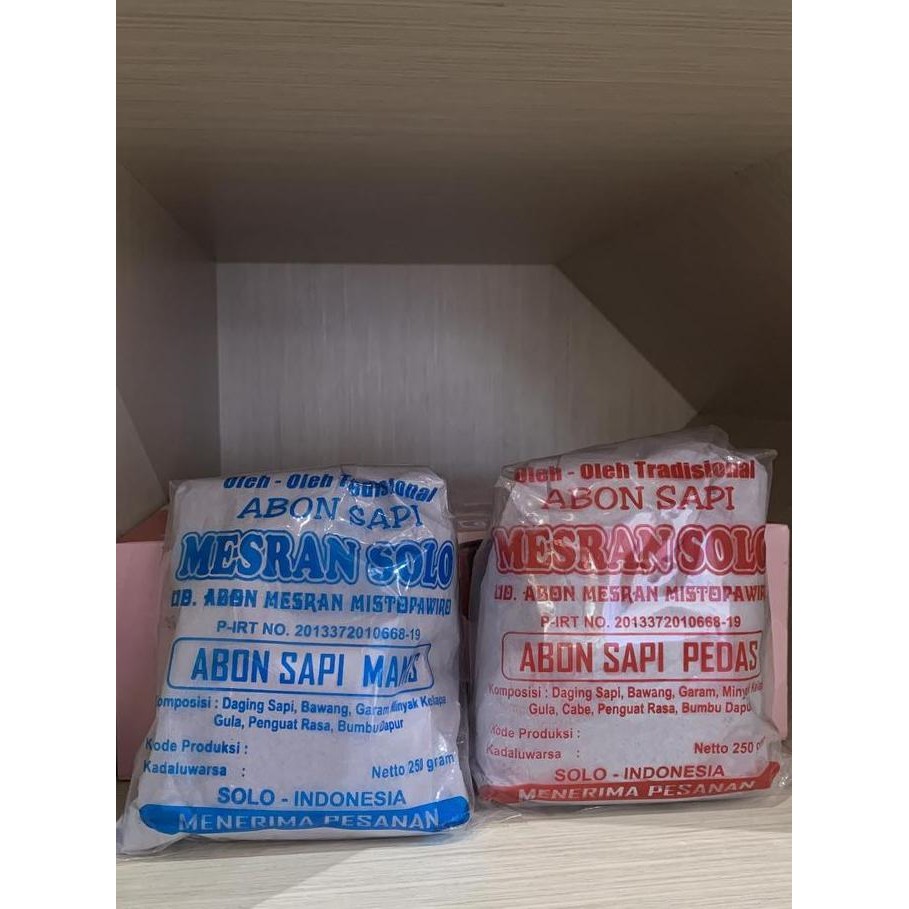 Oleh - Oleh Tradisional
ABON SAPI
MESRAN SOLO
UD. ABON MESRAN MISTOPAWIRO
P-IRT NO. 2013372010668-19
ABON SAPI MANIS
Komposisi : Daging Sapi, Bawang, Garam, Minyak Kelapa
Gula, Penguat Rasa, Bumbu Dapur
Kode Produksi :
Kadaluwarsa :
Netto 250 gram
SOLO - INDONESIA
MENERIMA PESANAN
Oleh - Oleh Tradisional
ABON SAPI
MESRAN SOLO
UD. ABON MESRAN MISTOPAWIRO
P-IRT NO. 2013372010668-19
ABON SAPI PEDAS
Komposisi : Daging Sapi, Bawang, Garam, Minyak Kelapa
Gula, Cabe, Penguat Rasa, Bumbu Dapur
Kode Produksi :
Kadaluwarsa :
Netto 250 gram
SOLO - INDONESIA
MENERIMA PESANAN